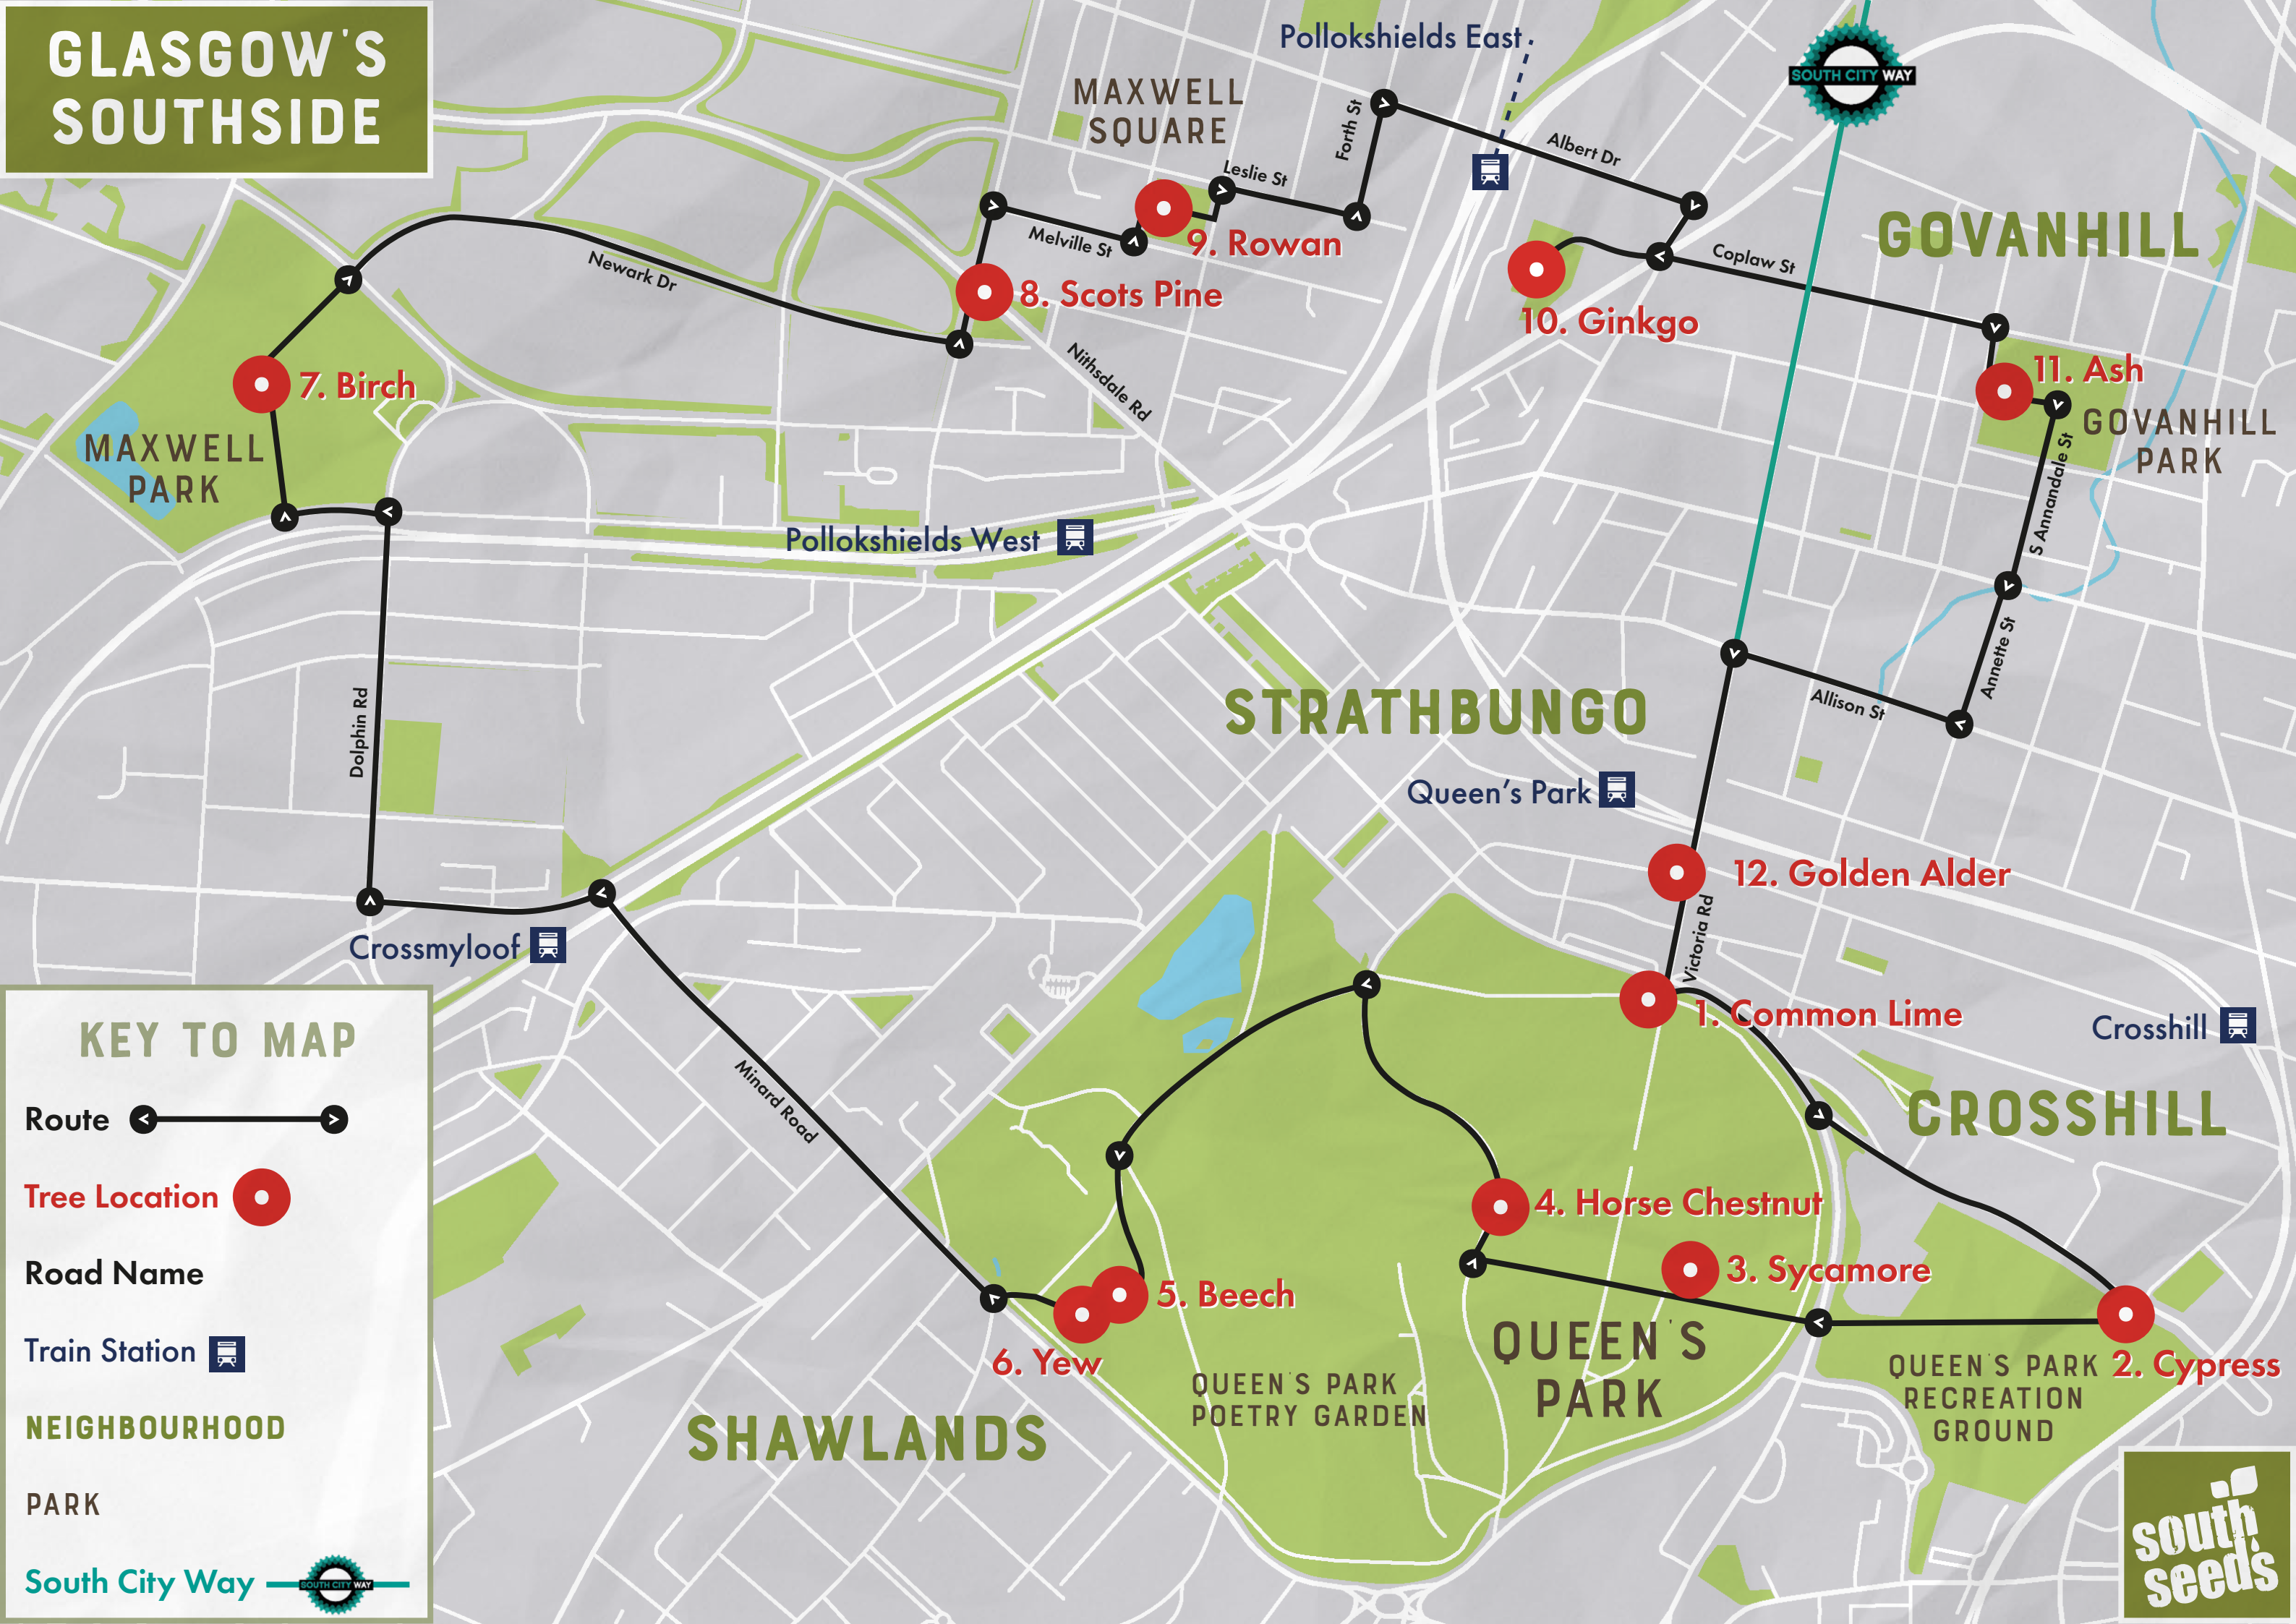 GLASGOW'S
SOUTHSIDE
Pollokshields East
SOUTH CITY WAY
MAXWELL
SQUARE
Forth St
Albert Dr
Leslie St
GOVANHILL
9. Rowan
Melville St
Coplaw St
Newark Dr
8. Scots Pine
10. Ginkgo
Nithsdale Rd
11. Ash
7. Birch
GOVANHILL
PARK
MAXWELL
PARK
S Annandale St
Pollokshields West
Annette St
Allison St
STRATHBUNGO
Dolphin Rd
Queen's Park
12. Golden Alder
Victoria Rd
Crossmyloof
1. Common Lime
Crosshill
Minard Road
CROSSHILL
4. Horse Chestnut
3. Sycamore
5. Beech
6. Yew
QUEEN'S
PARK
QUEEN'S PARK
POETRY GARDEN
2. Cypress
QUEEN'S PARK
RECREATION
GROUND
SHAWLANDS
KEY TO MAP
Route
Tree Location
Road Name
Train Station
NEIGHBOURHOOD
PARK
South City Way
SOUTH CITY WAY
south
seeds